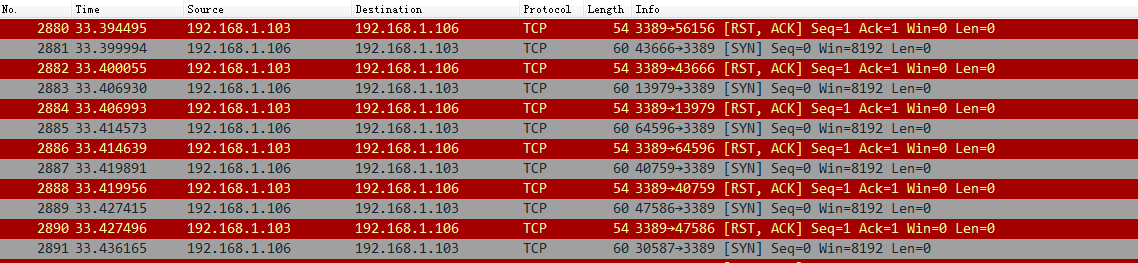 No. Time Source Destination Protocol Length Info
2880 33.394495 192.168.1.103 192.168.1.106 TCP 54 3389→56156 [RST, ACK] Seq=1 Ack=1 Win=0 Len=0
2881 33.399994 192.168.1.106 192.168.1.103 TCP 60 43666→3389 [SYN] Seq=0 Win=8192 Len=0
2882 33.400055 192.168.1.103 192.168.1.106 TCP 54 3389→43666 [RST, ACK] Seq=1 Ack=1 Win=0 Len=0
2883 33.406930 192.168.1.106 192.168.1.103 TCP 60 13979→3389 [SYN] Seq=0 Win=8192 Len=0
2884 33.406993 192.168.1.103 192.168.1.106 TCP 54 3389→13979 [RST, ACK] Seq=1 Ack=1 Win=0 Len=0
2885 33.414573 192.168.1.106 192.168.1.103 TCP 60 64596→3389 [SYN] Seq=0 Win=8192 Len=0
2886 33.414639 192.168.1.103 192.168.1.106 TCP 54 3389→64596 [RST, ACK] Seq=1 Ack=1 Win=0 Len=0
2887 33.419891 192.168.1.106 192.168.1.103 TCP 60 40759→3389 [SYN] Seq=0 Win=8192 Len=0
2888 33.419956 192.168.1.103 192.168.1.106 TCP 54 3389→40759 [RST, ACK] Seq=1 Ack=1 Win=0 Len=0
2889 33.427415 192.168.1.106 192.168.1.103 TCP 60 47586→3389 [SYN] Seq=0 Win=8192 Len=0
2890 33.427496 192.168.1.103 192.168.1.106 TCP 54 3389→47586 [RST, ACK] Seq=1 Ack=1 Win=0 Len=0
2891 33.436165 192.168.1.106 192.168.1.103 TCP 60 30587→3389 [SYN] Seq=0 Win=8192 Len=0